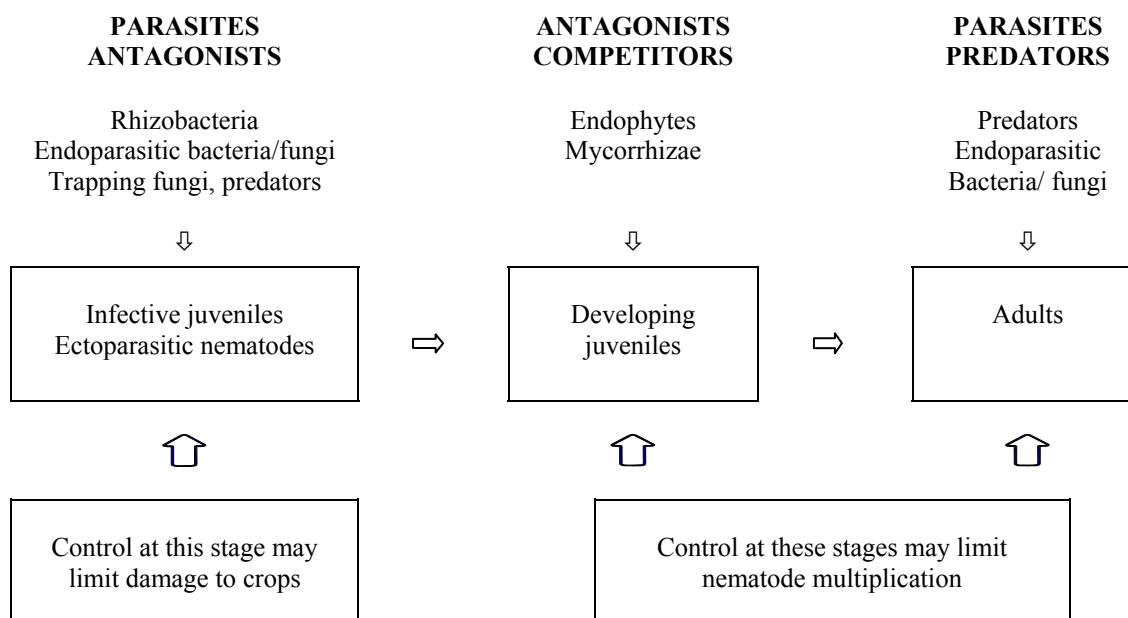 PARASITES
ANTAGONISTS
Rhizobacteria
Endoparasitic bacteria/fungi
Trapping fungi, predators
Infective juveniles
Ectoparasitic nematodes
Control at this stage may
limit damage to crops
ANTAGONISTS
COMPETITORS
Endophytes
Mycorrhizae
Developing
juveniles
PARASITES
PREDATORS
Predators
Endoparasitic
Bacteria/ fungi
Adults
Control at these stages may limit
nematode multiplication